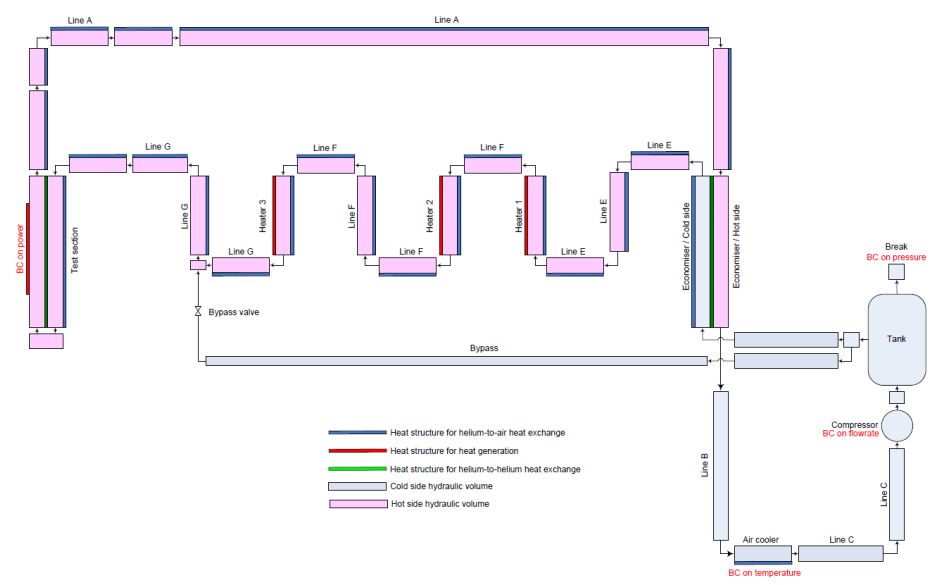 Line A
Line A
Line G
Line F
Line F
Line E
BC on power
Test section
Line G
Heater 3
Line F
Heater 2
Heater 1
Line E
Economiser / Cold side
Economiser / Hot side
Line G
Line F
Line E
Break
BC on pressure
Bypass valve
Tank
Bypass
Compressor
BC on flowrate
Heat structure for helium-to-air heat exchange
Heat structure for heat generation
Heat structure for helium-to-helium heat exchange
Cold side hydraulic volume
Hot side hydraulic volume
Line B
Line C
Air cooler
Line C
BC on temperature